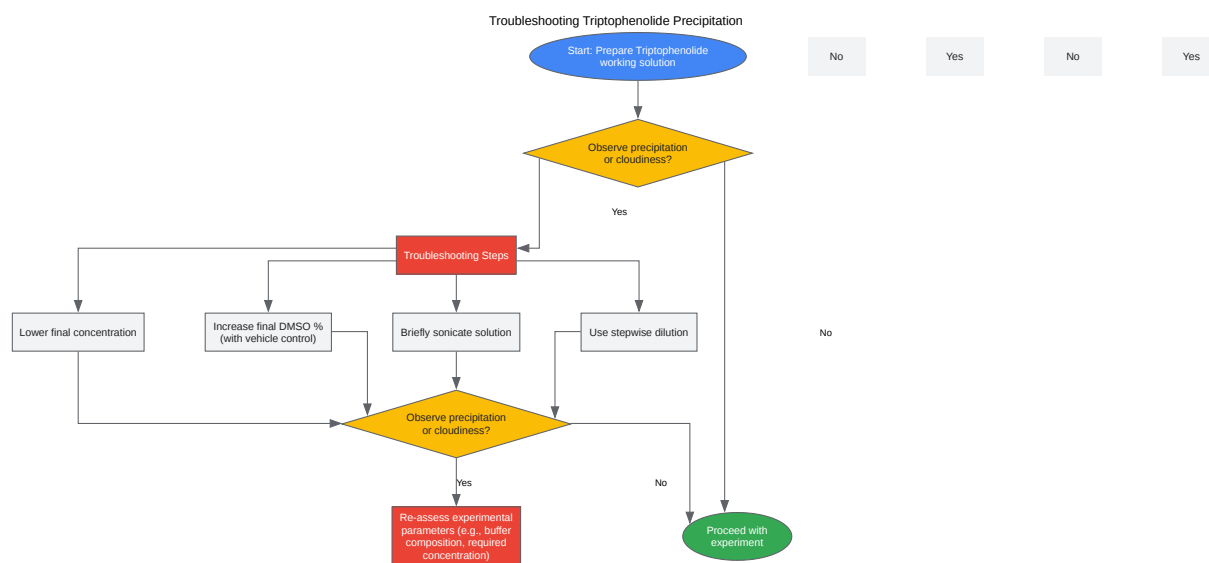 Troubleshooting Triptophenolide Precipitation
Start: Prepare Triptophenolide
working solution
No
Yes
No
Yes
Observe precipitation
or cloudiness?
Yes
Troubleshooting Steps
Lower final concentration
Increase final DMSO %
(with vehicle control)
Briefly sonicate solution
Use stepwise dilution
No
Observe precipitation
or cloudiness?
Yes
No
Re-assess experimental
parameters (e.g., buffer
composition, required
concentration)
Proceed with
experiment